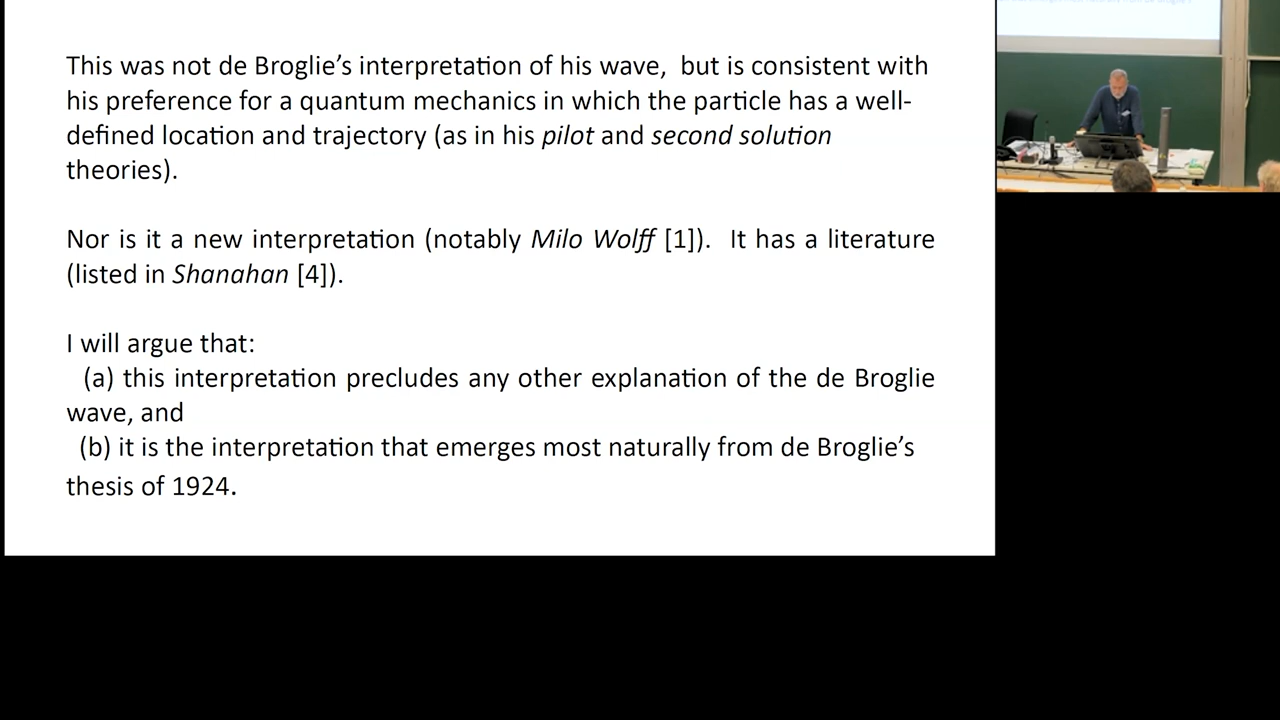 This was not de Broglie’s interpretation of his wave,  but is consistent with
his preference for a quantum mechanics in which the particle has a well-
defined location and trajectory (as in his pilot and second solution
theories).
Nor is it a new interpretation (notably Milo Wolff [1]).  It has a literature
(listed in Shanahan [4]).
I will argue that:
(a) this interpretation precludes any other explanation of the de Broglie
wave, and
(b) it is the interpretation that emerges most naturally from de Broglie’s
thesis of 1924.